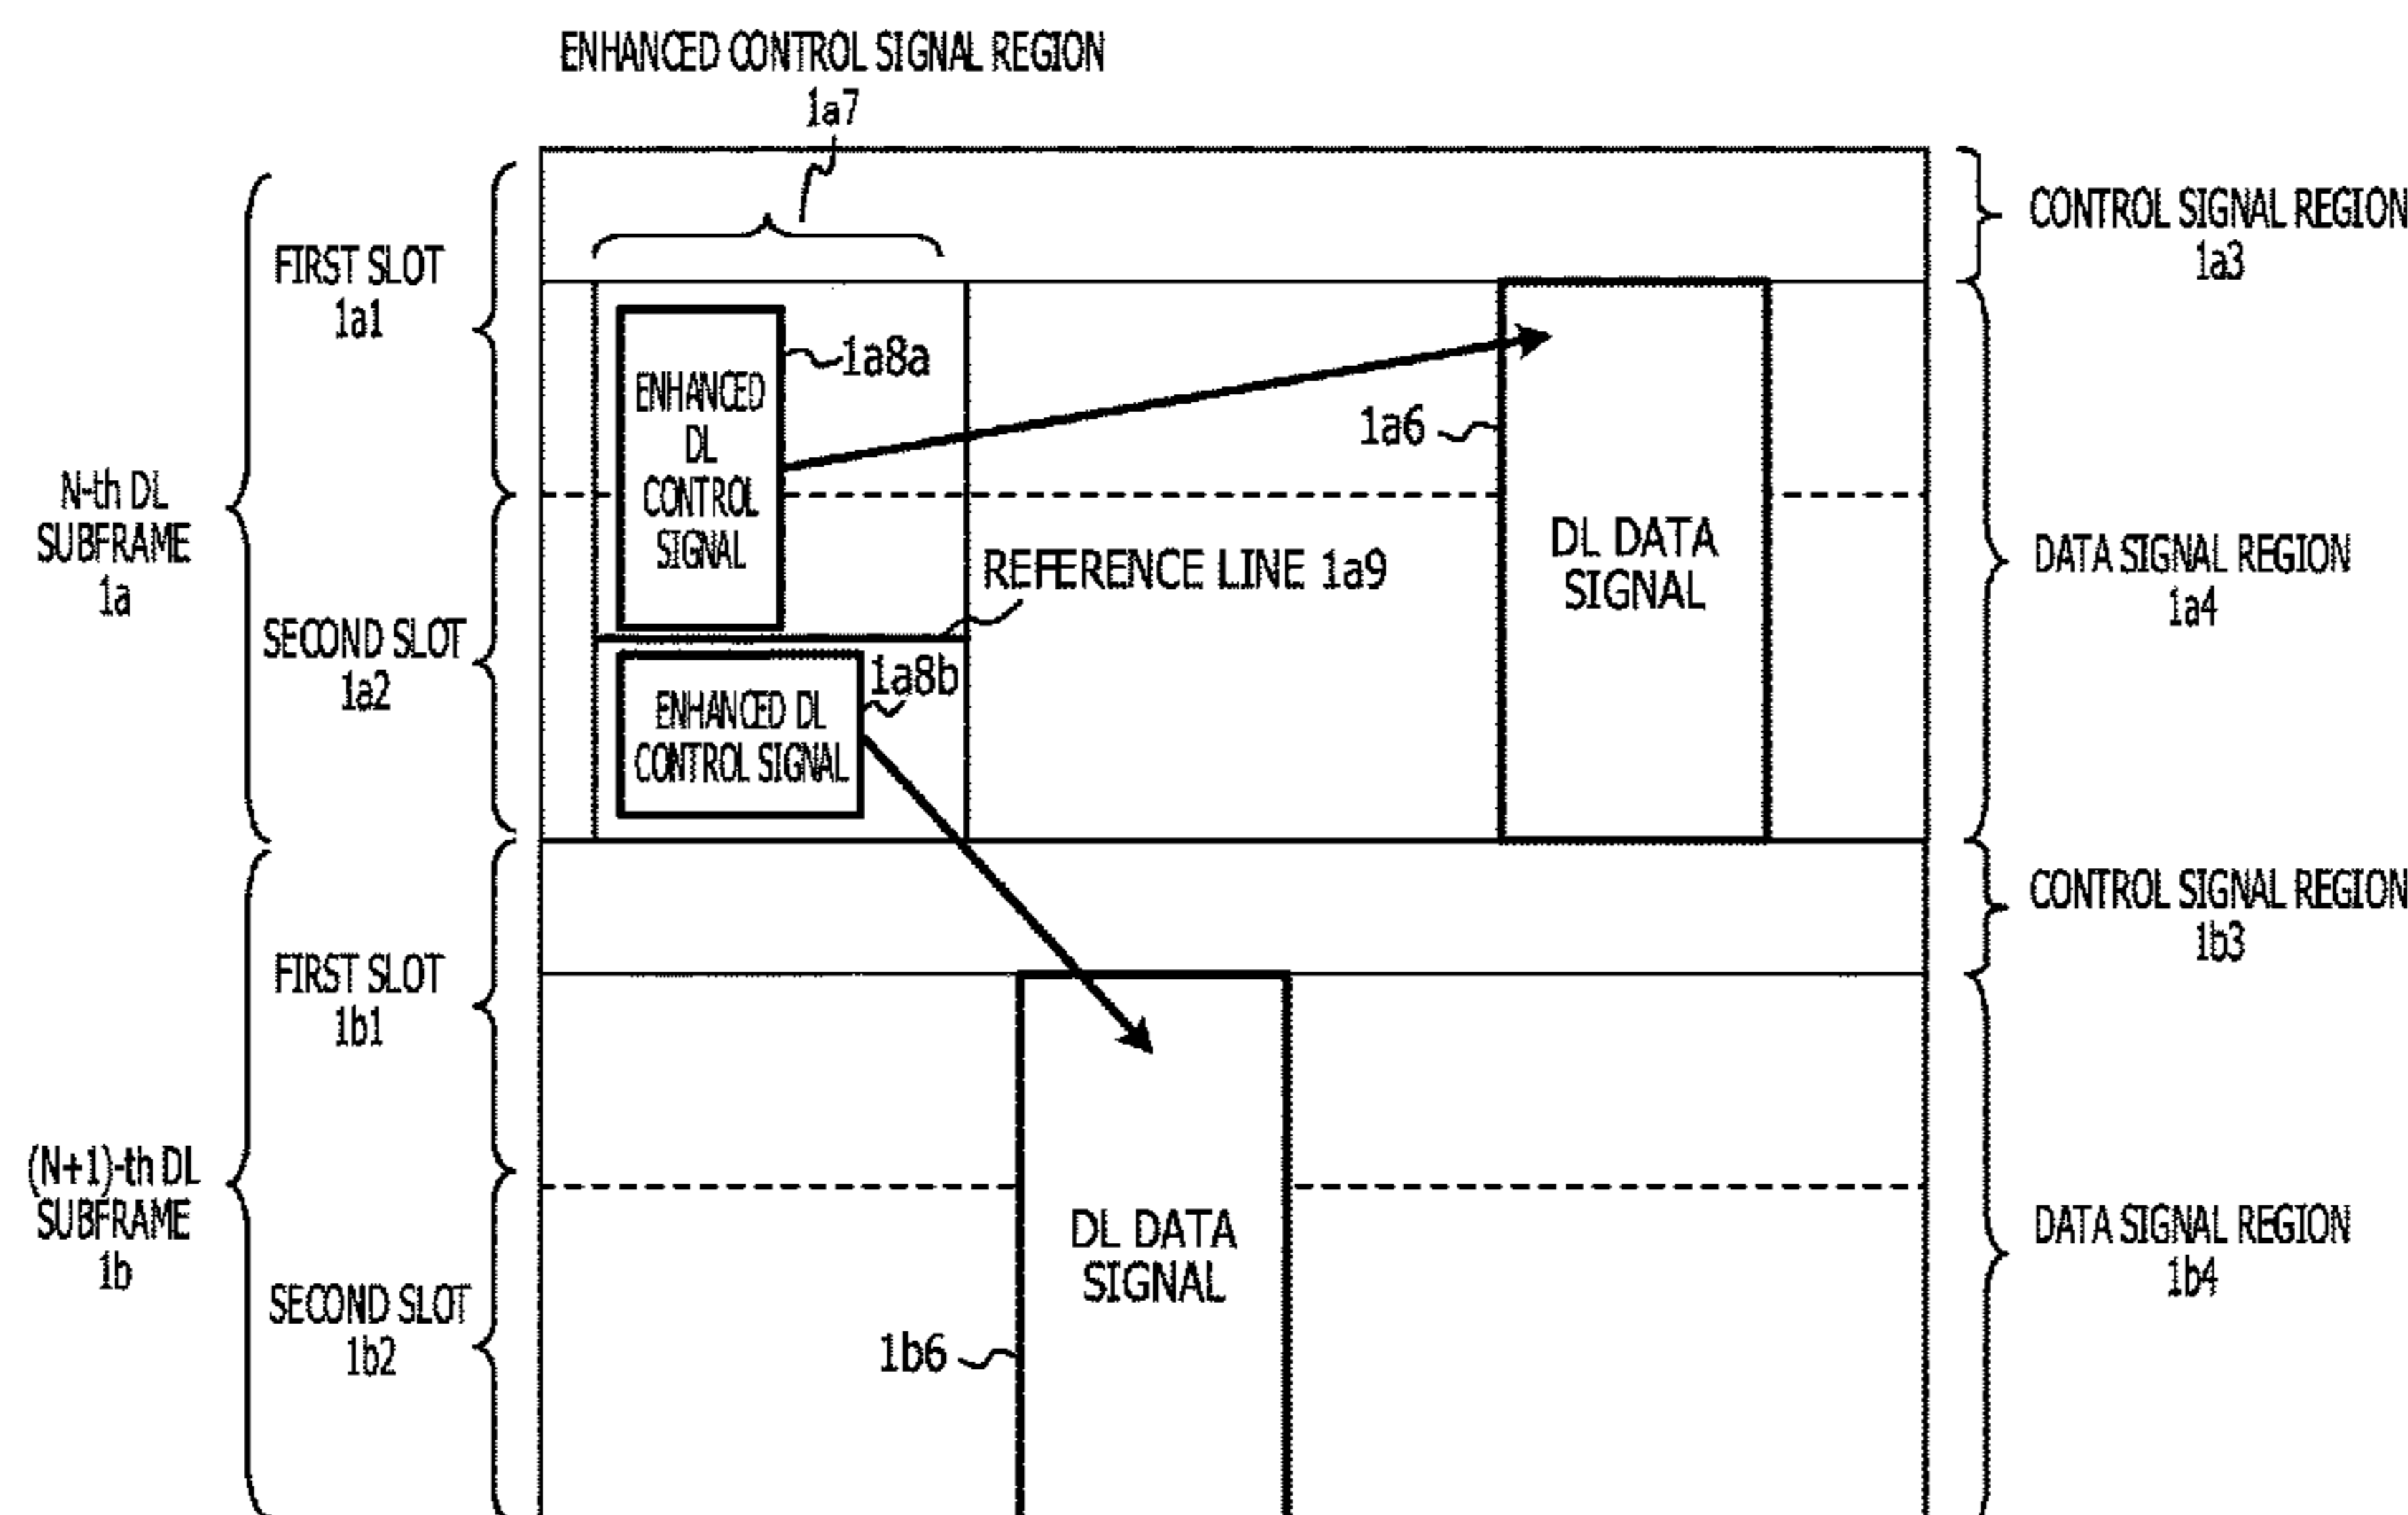 ENHANCED CONTROL SIGNAL REGION
1a7
CONTROL SIGNAL REGION
1a3
FIRST SLOT
1a1
1a8a
ENHANCED
DL
CONTROL
SIGNAL
1a6
N-th DL
SUBFRAME
1a
DL DATA
SIGNAL
REFERENCE LINE 1a9
DATA SIGNAL REGION
1a4
SECOND SLOT
1a2
1a8b
ENHANCED DL
CONTROL SIGNAL
CONTROL SIGNAL REGION
1b3
FIRST SLOT
1b1
(N+1)-th DL
SUBFRAME
1b
DL DATA
SIGNAL
DATA SIGNAL REGION
1b4
SECOND SLOT
1b2
1b6